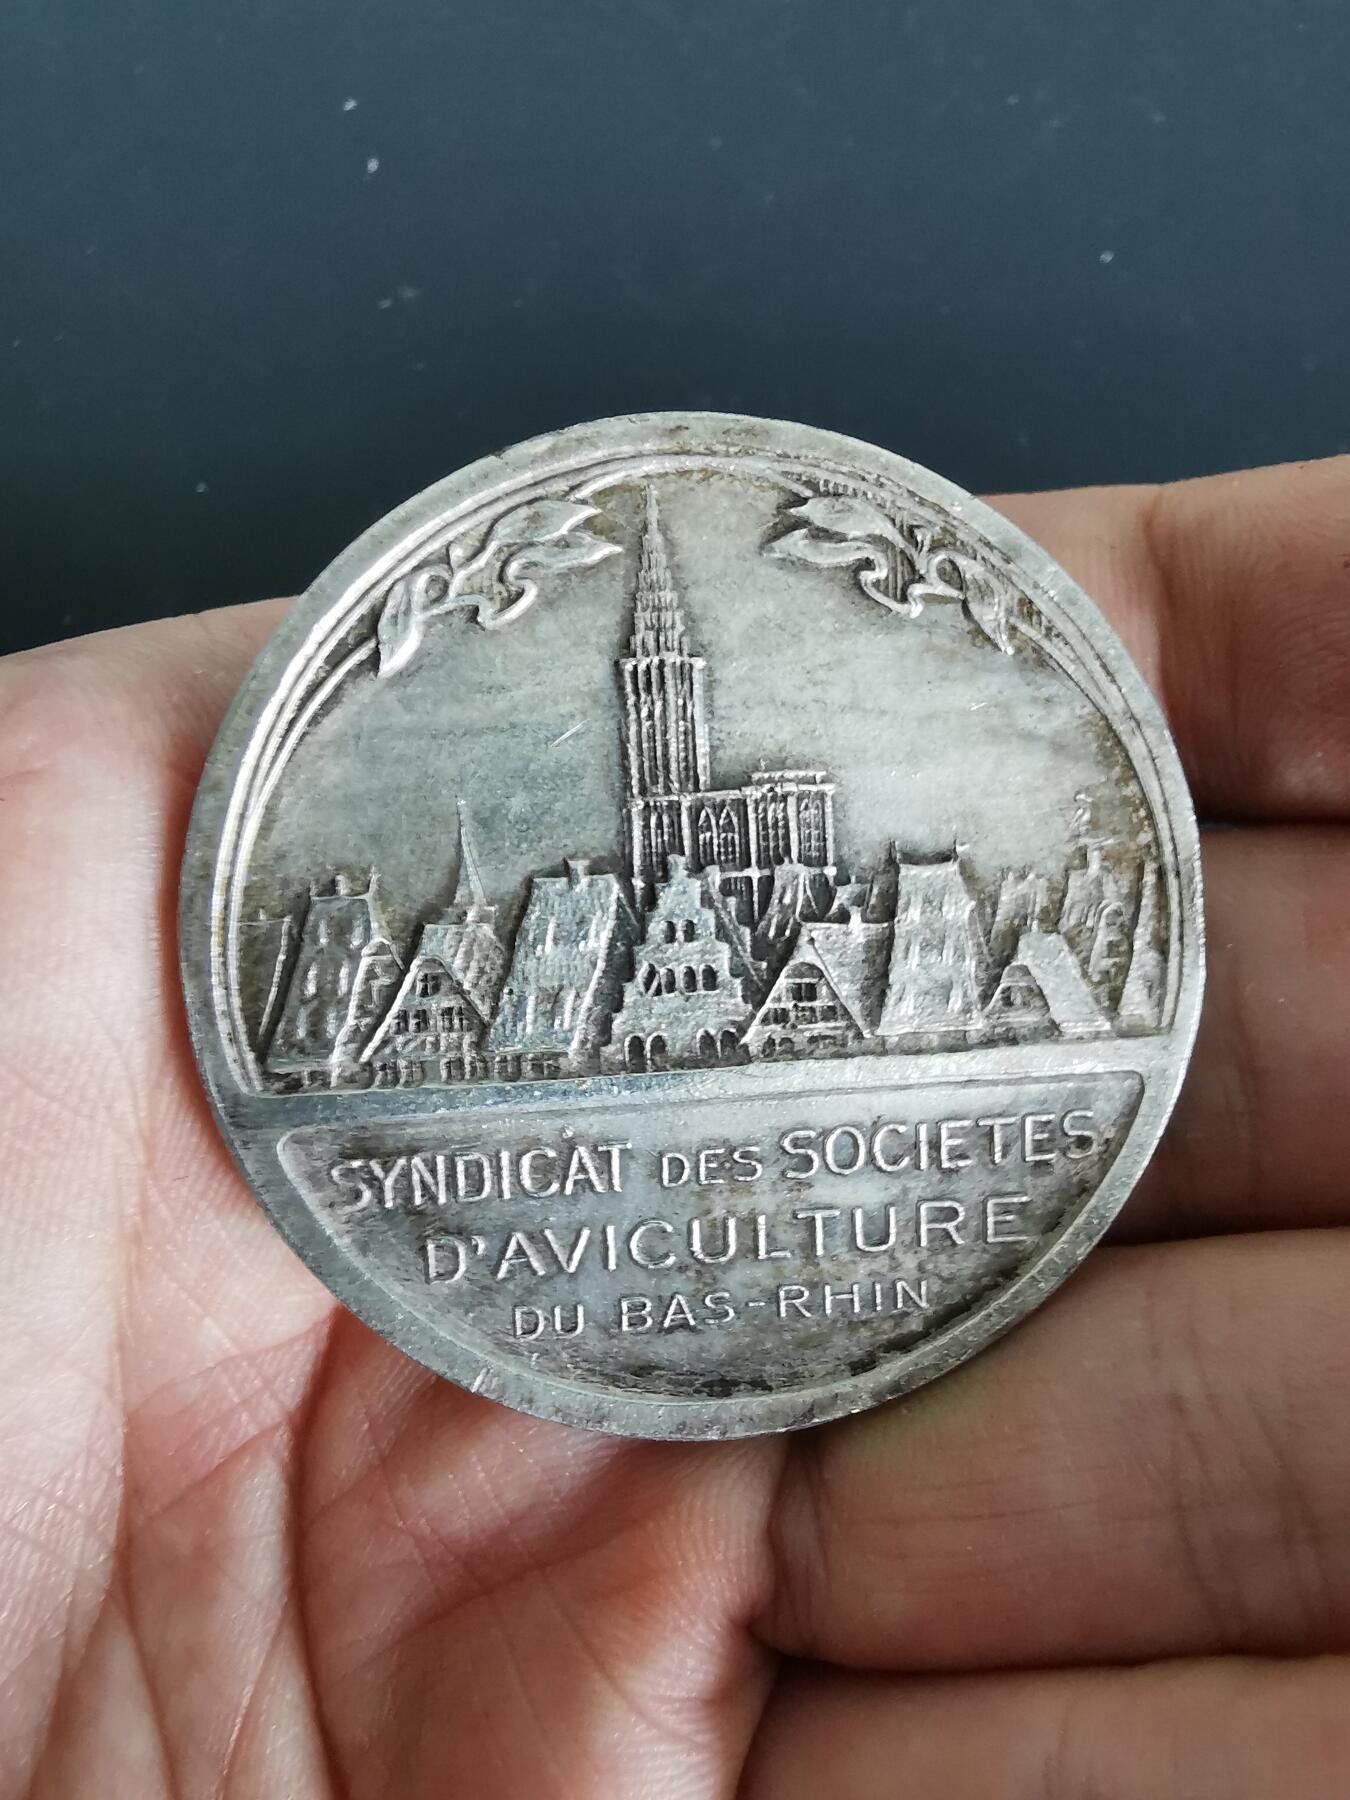 SYNDICAT DES SOCIETES
D'AVICULTURE
DU BAS-RHIN